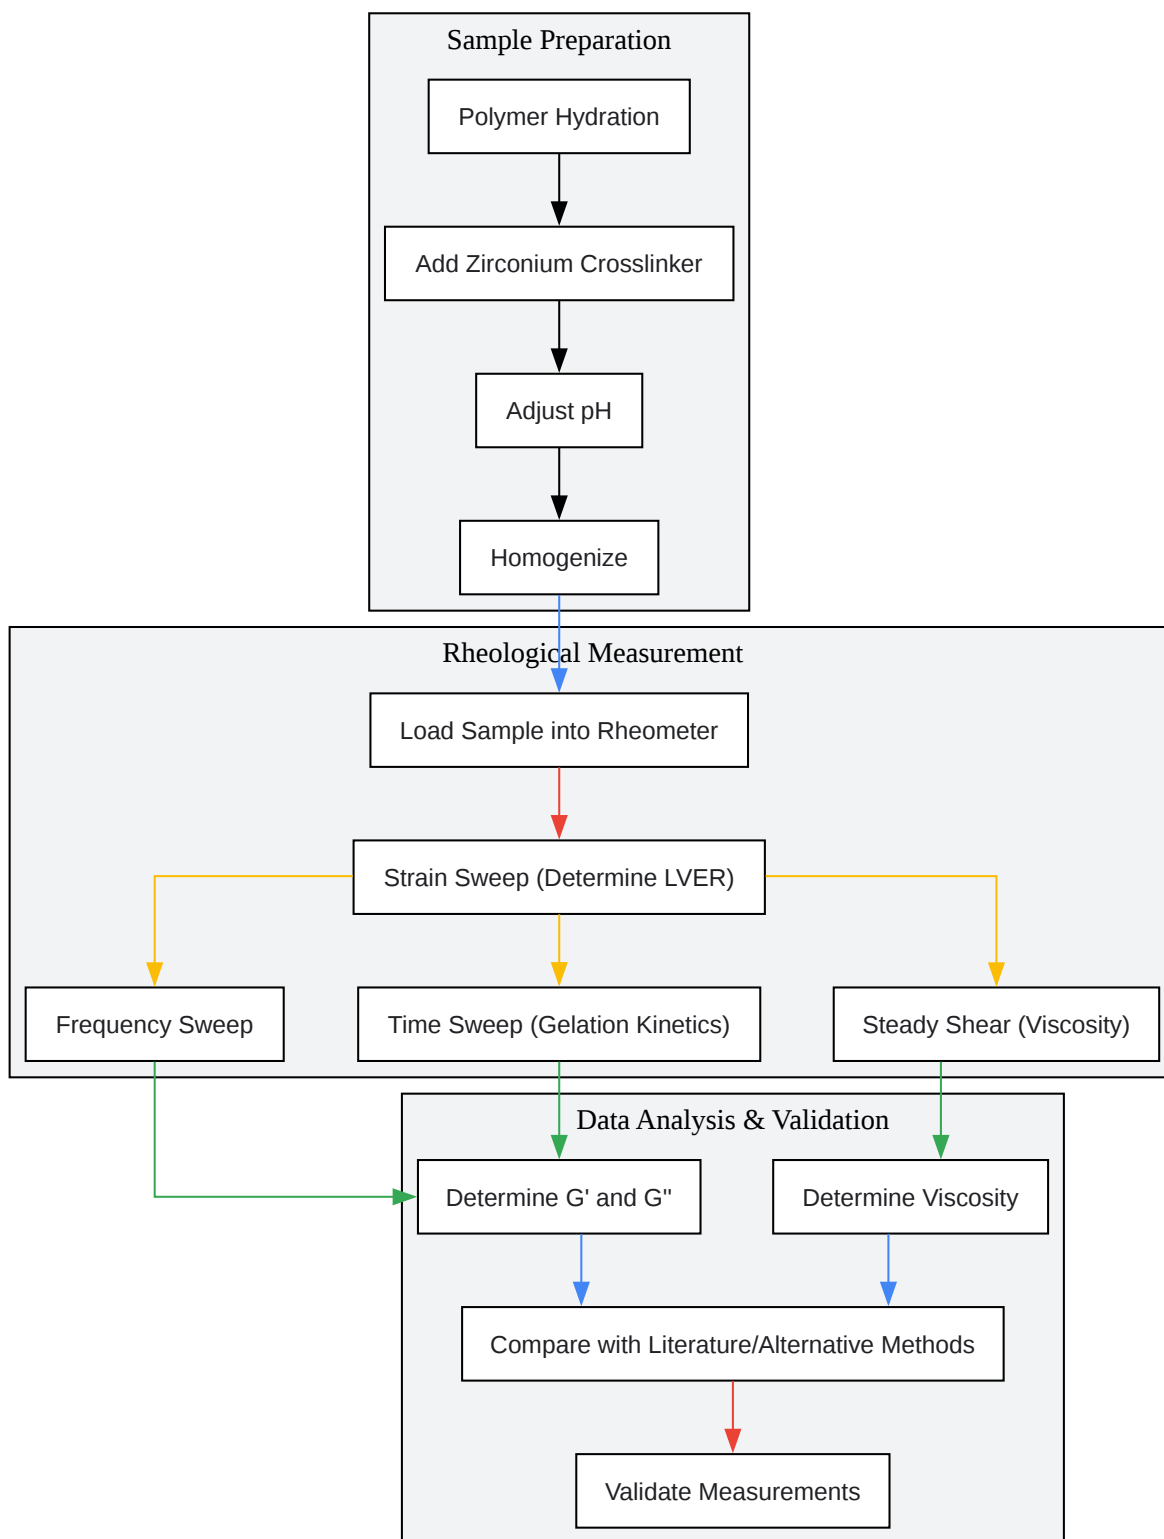 Sample Preparation
Polymer Hydration
Add Zirconium Crosslinker
Adjust pH
Homogenize
Rheological Measurement
Load Sample into Rheometer
Strain Sweep (Determine LVER)
Frequency Sweep
Time Sweep (Gelation Kinetics)
Steady Shear (Viscosity)
Data Analysis & Validation
Determine G' and G''
Determine Viscosity
Compare with Literature/Alternative Methods
Validate Measurements